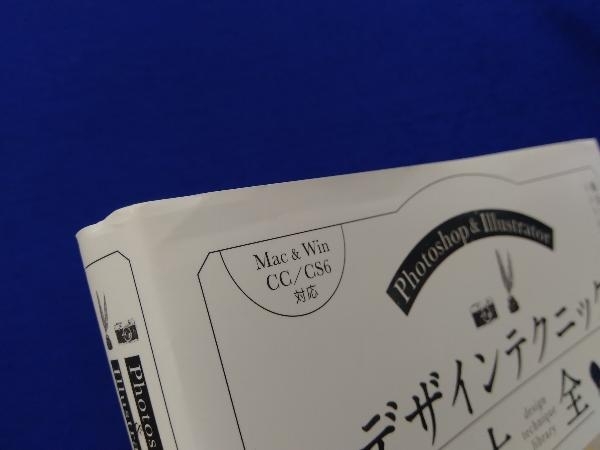 Mac & Win
CC/CS6
対応
Photoshop & Illustrator
デザインテクニック
全
design
technique
library
Photos
&
Illustra